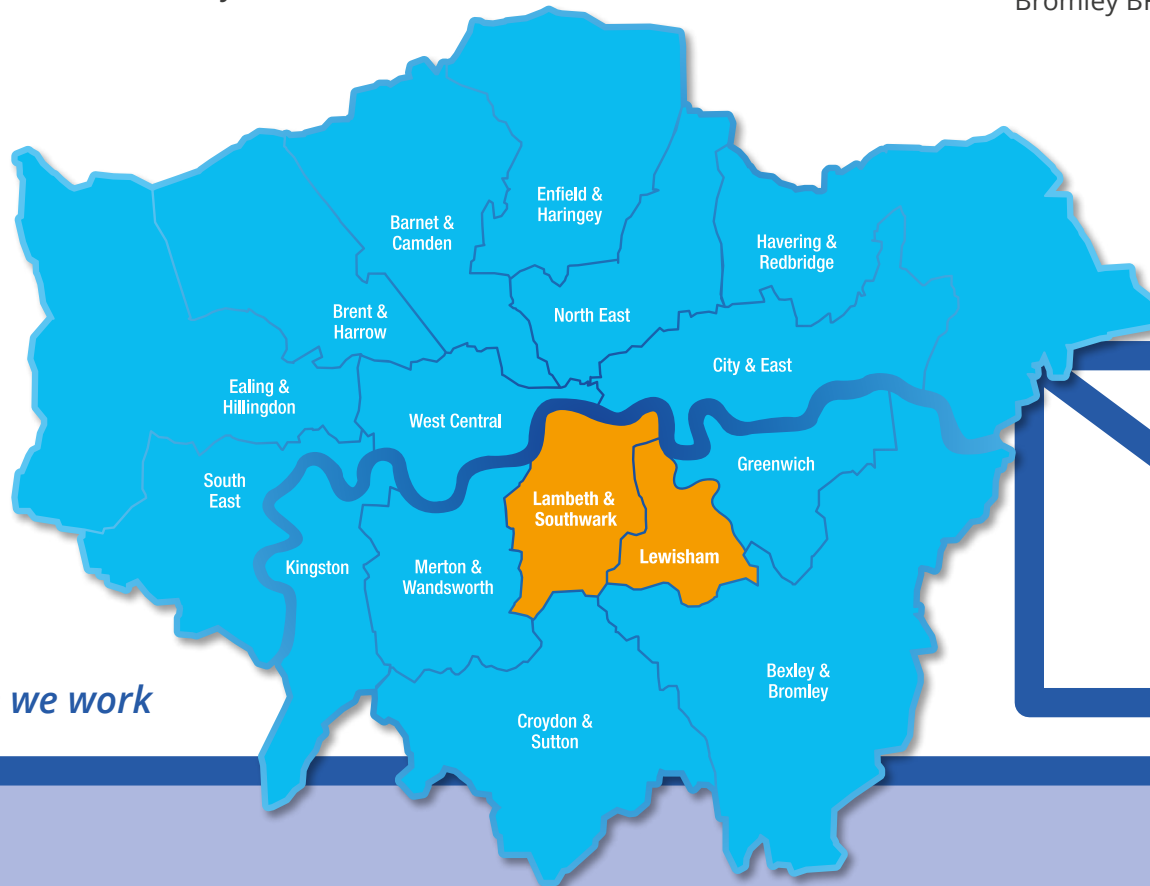 Bromley
Enfield &
Haringey
Barnet &
Camden
Havering &
Redbridge
Brent &
Harrow
North East
City & East
Ealing &
Hillingdon
West Central
Greenwich
South
East
Lambeth &
Southwark
Lewisham
Kingston
Merton &
Wandsworth
Bexley &
Bromley
we work
Croydon &
Sutton